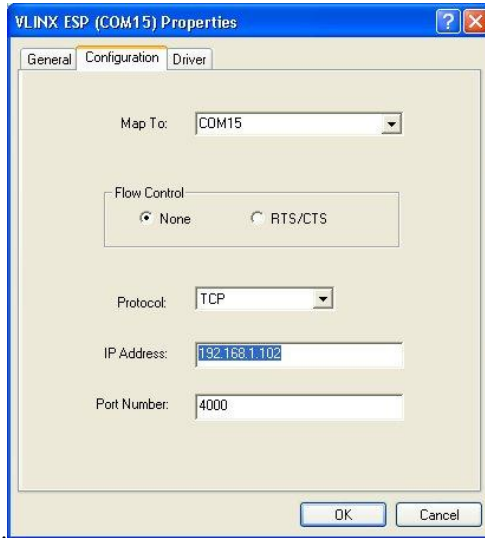 VLINX ESP (COM15) Properties
General Configuration Driver
Map To: COM15
Flow Control
None RTS/CTS
Protocol: TCP
IP Address: 192.168.1.102
Port Number: 4000
OK Cancel